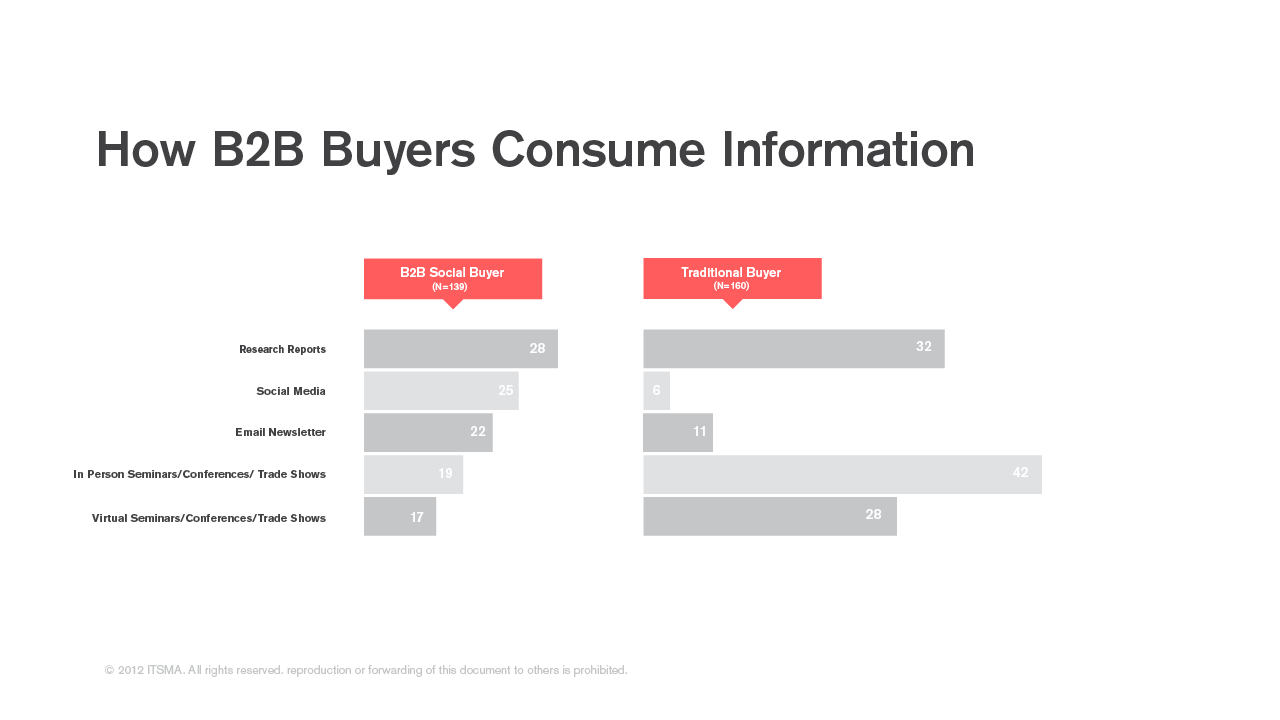 How B2B Buyers Consume Information
B2B Social Buyer
(N=139)
Traditional Buyer
(N=160)
Research Reports
28
32
Social Media
25
6
Email Newsletter
22
11
In Person Seminars/Conferences/ Trade Shows
19
42
Virtual Seminars/Conferences/Trade Shows
17
28
© 2012 ITSMA. All rights reserved. reproduction or forwarding of this document to others is prohibited.